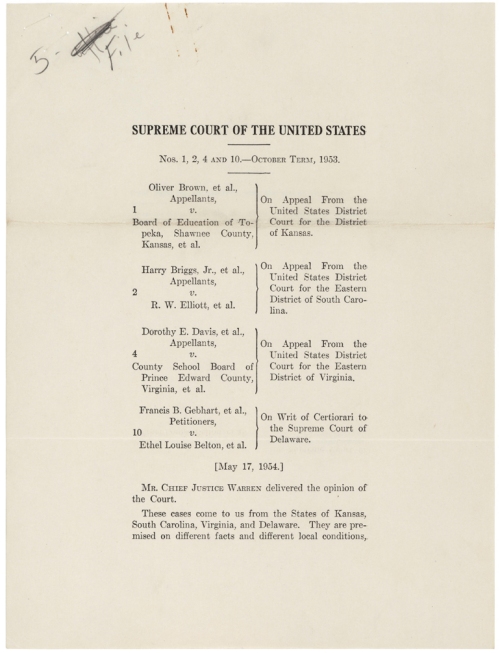 5 - File
SUPREME COURT OF THE UNITED STATES
Nos. 1, 2, 4 AND 10.—OCTOBER TERM, 1953.
Oliver Brown, et al.,
Appellants,
1 v.
Board of Education of To-
peka, Shawnee County,
Kansas, et al.
On Appeal From the
United States District
Court for the District
of Kansas.
Harry Briggs, Jr., et al.,
Appellants,
2 v.
R. W. Elliott, et al.
On Appeal From the
United States District
Court for the Eastern
District of South Caro-
lina.
Dorothy E. Davis, et al.,
Appellants,
4 v.
County School Board of
Prince Edward County,
Virginia, et al.
On Appeal From the
United States District
Court for the Eastern
District of Virginia.
Francis B. Gebhart, et al.,
Petitioners,
10 v.
Ethel Louise Belton, et al.
On Writ of Certiorari to
the Supreme Court of
Delaware.
[May 17, 1954.]
MR. CHIEF JUSTICE WARREN delivered the opinion of
the Court.
These cases come to us from the States of Kansas,
South Carolina, Virginia, and Delaware. They are pre-
mised on different facts and different local conditions,